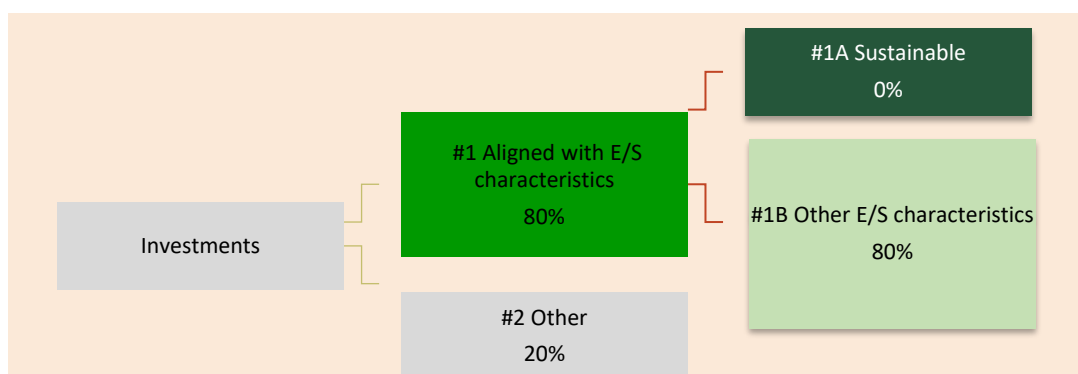 #1A Sustainable
0%
#1 Aligned with E/S
characteristics
80%
#1B Other E/S characteristics
80%
Investments
#2 Other
20%